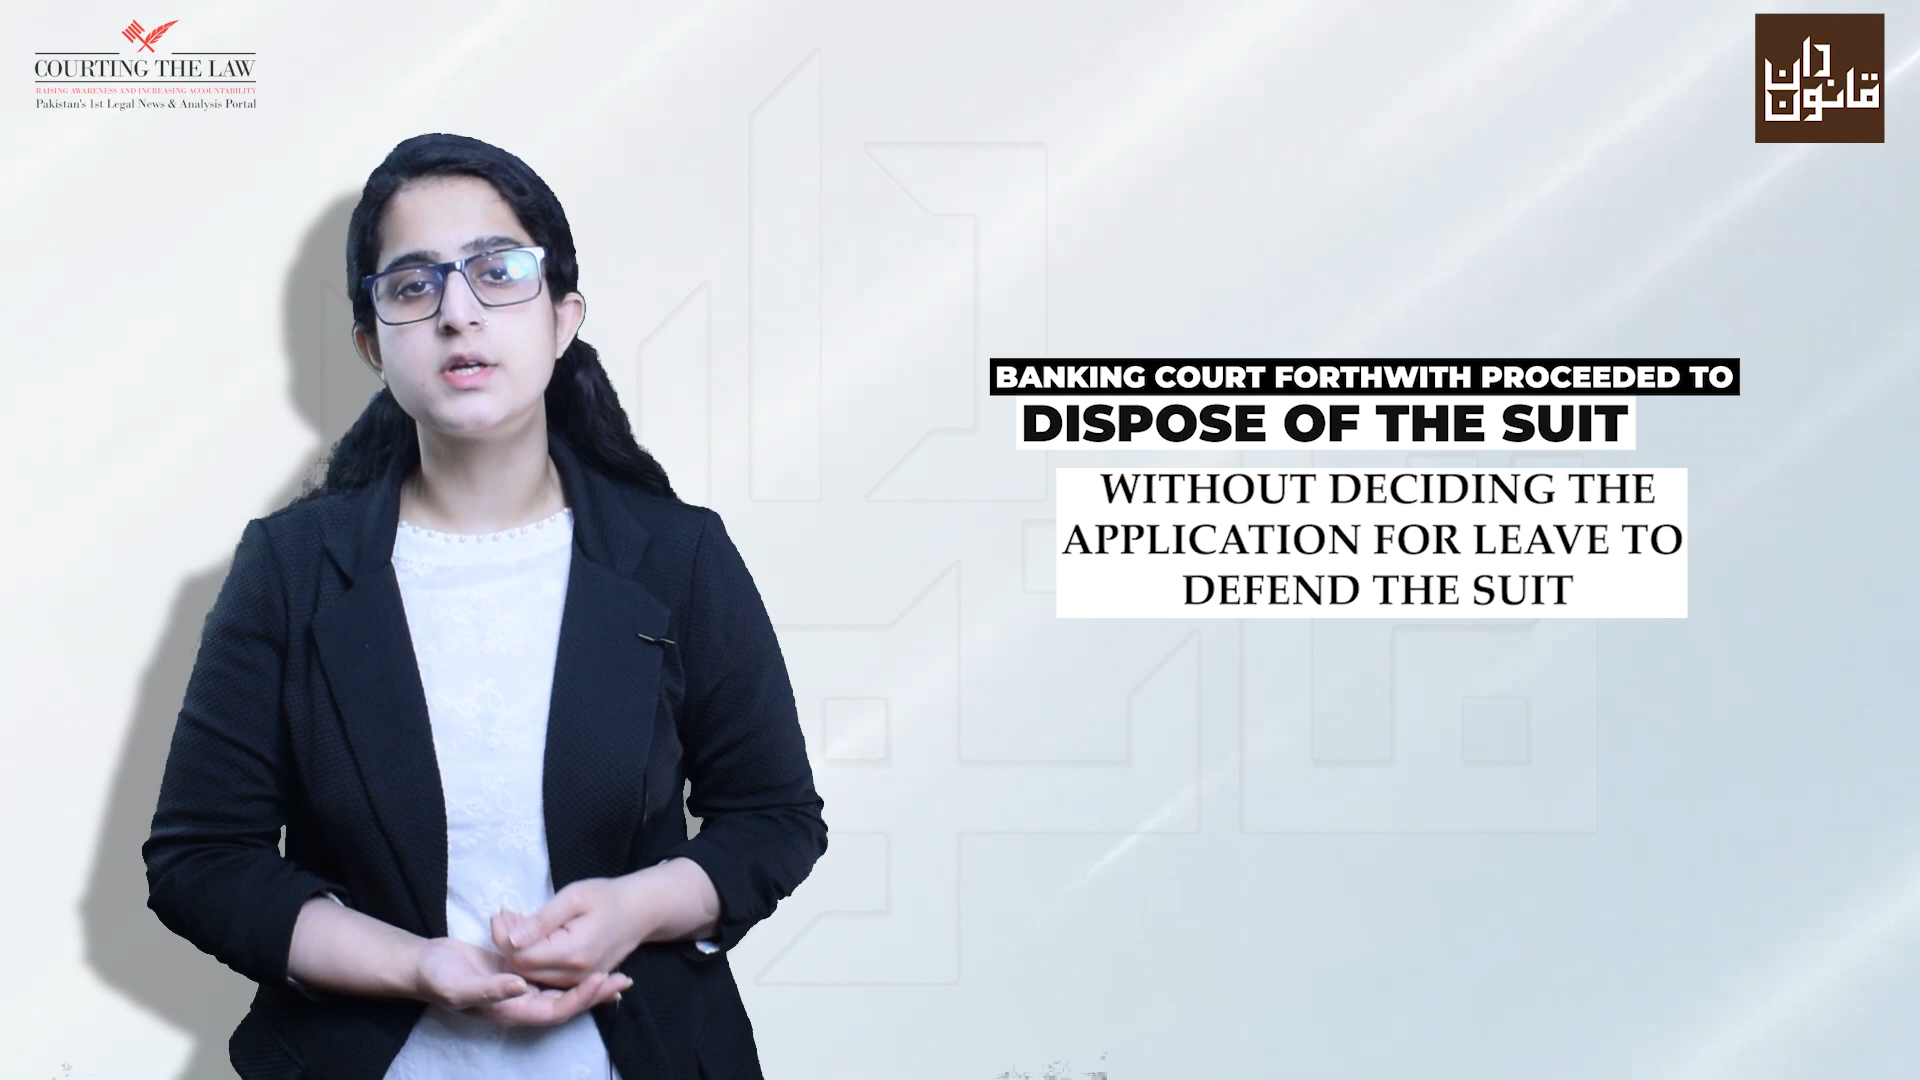 COURTING THE LAW
RAISING AWARENESS AND INCREASING ACCOUNTABILITY
Pakistan's 1st Legal News & Analysis Portal
قانون دان
BANKING COURT FORTHWITH PROCEEDED TO
DISPOSE OF THE SUIT
WITHOUT DECIDING THE
APPLICATION FOR LEAVE TO
DEFEND THE SUIT